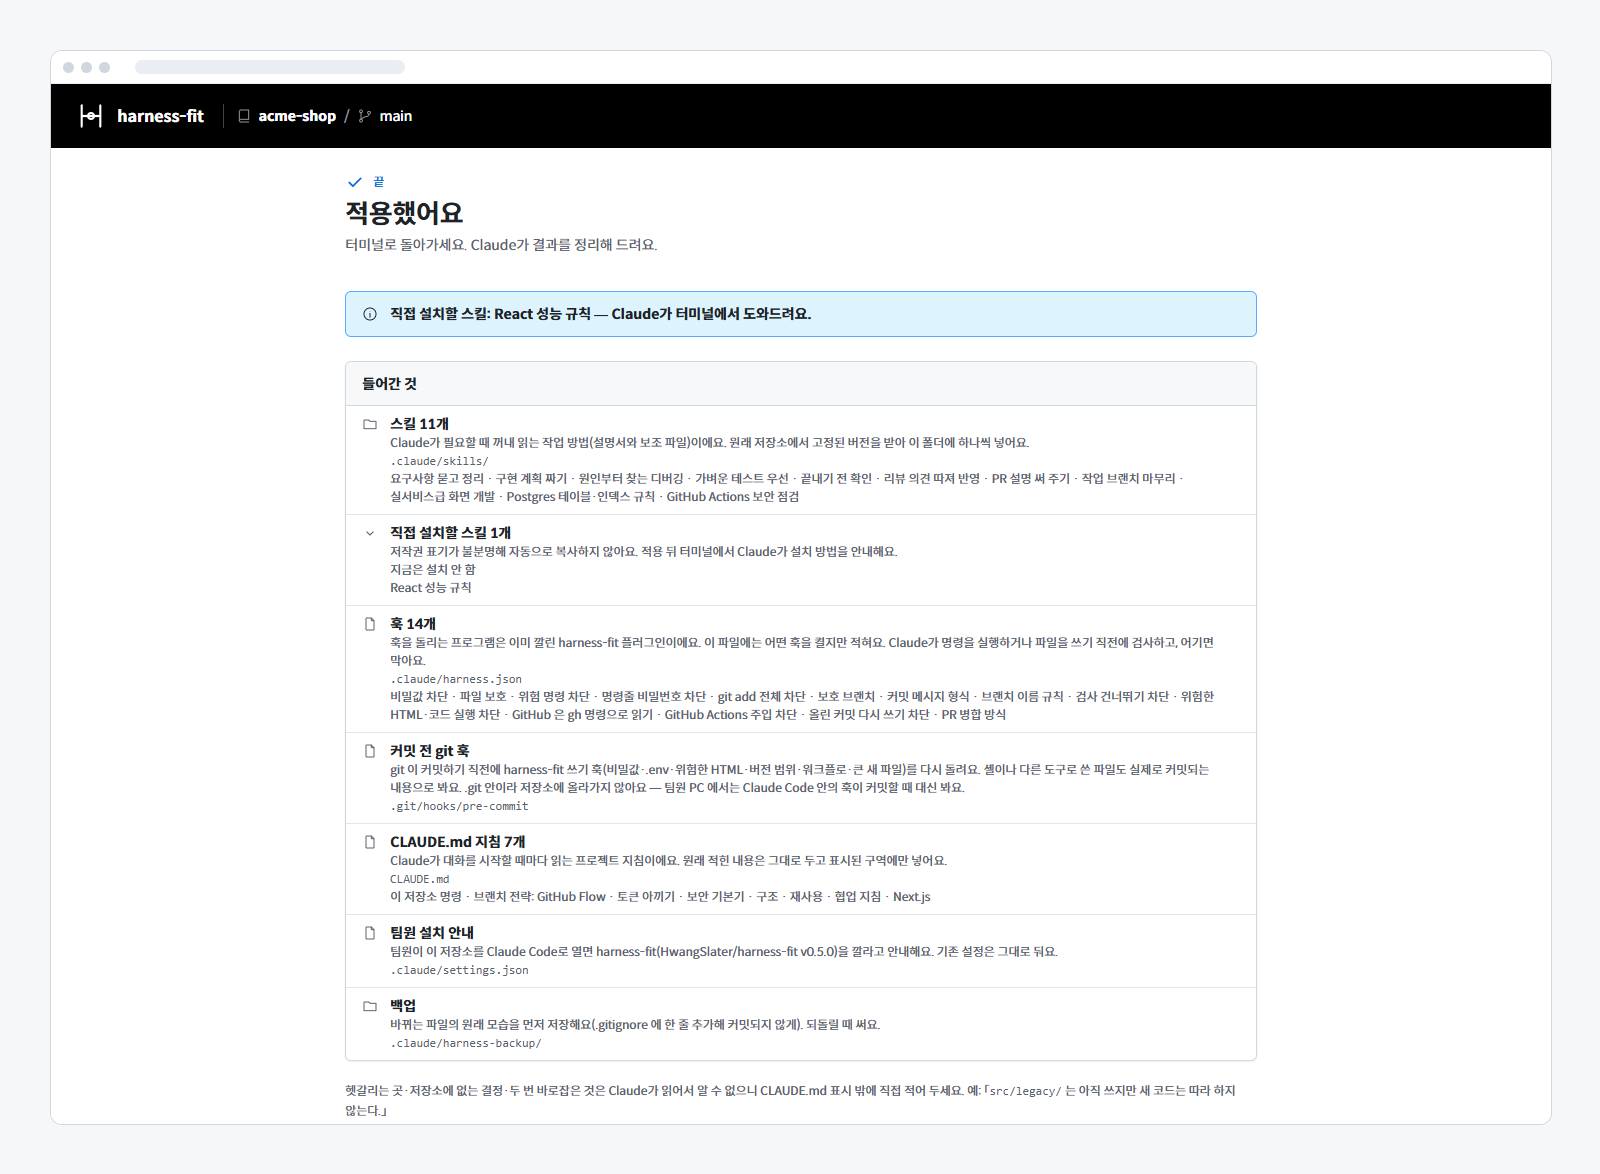 harness-fit acme-shop / main
끝
적용했어요
터미널로 돌아가세요. Claude가 결과를 정리해 드려요.
직접 설치할 스킬: React 성능 규칙 — Claude가 터미널에서 도와드려요.
들어간 것
스킬 11개
Claude가 필요할 때 꺼내 읽는 작업 방법(설명서와 보조 파일)이에요. 원래 저장소에서 고정된 버전을 받아 이 폴더에 하나씩 넣어요.
.claude/skills/
요구사항 묻고 정리 · 구현 계획 짜기 · 원인부터 찾는 디버깅 · 가벼운 테스트 우선 · 끝내기 전 확인 · 리뷰 의견 따져 반영 · PR 설명 써 주기 · 작업 브랜치 마무리 ·
실서비스급 화면 개발 · Postgres 테이블·인덱스 규칙 · GitHub Actions 보안 점검
직접 설치할 스킬 1개
저작권 표기가 불분명해 자동으로 복사하지 않아요. 적용 뒤 터미널에서 Claude가 설치 방법을 안내해요.
지금은 설치 안 함
React 성능 규칙
훅 14개
훅을 돌리는 프로그램은 이미 깔린 harness-fit 플러그인이에요. 이 파일에는 어떤 훅을 켤지만 적혀요. Claude가 명령을 실행하거나 파일을 쓰기 직전에 검사하고, 어기면
막아요.
.claude/harness.json
비밀값 차단 · 파일 보호 · 위험 명령 차단 · 명령줄 비밀번호 차단 · git add 전체 차단 · 보호 브랜치 · 커밋 메시지 형식 · 브랜치 이름 규칙 · 검사 건너뛰기 차단 · 위험한
HTML·코드 실행 차단 · GitHub 은 gh 명령으로 읽기 · GitHub Actions 주입 차단 · 올린 커밋 다시 쓰기 차단 · PR 병합 방식
커밋 전 git 훅
git 이 커밋하기 직전에 harness-fit 쓰기 훅(비밀값·.env·위험한 HTML·버전 범위·워크플로·큰 새 파일)를 다시 돌려요. 셸이나 다른 도구로 쓴 파일도 실제로 커밋되는
내용으로 봐요. .git 안이라 저장소에 올라가지 않아요 — 팀원 PC 에서는 Claude Code 안의 훅이 커밋할 때 대신 봐요.
.git/hooks/pre-commit
CLAUDE.md 지침 7개
Claude가 대화를 시작할 때마다 읽는 프로젝트 지침이에요. 원래 적힌 내용은 그대로 두고 표시된 구역에만 넣어요.
CLAUDE.md
이 저장소 명령 · 브랜치 전략: GitHub Flow · 토큰 아끼기 · 보안 기본기 · 구조 · 재사용 · 협업 지침 · Next.js
팀원 설치 안내
팀원이 이 저장소를 Claude Code로 열면 harness-fit(HwangSlater/harness-fit v0.5.0)을 깔라고 안내해요. 기존 설정은 그대로 둬요.
.claude/settings.json
백업
바뀌는 파일의 원래 모습을 먼저 저장해요(.gitignore 에 한 줄 추가해 커밋되지 않게). 되돌릴 때 써요.
.claude/harness-backup/
헷갈리는 곳·저장소에 없는 결정·두 번 바로잡은 것은 Claude가 읽어서 알 수 없으니 CLAUDE.md 표시 밖에 직접 적어 두세요. 예: 「src/legacy/ 는 아직 쓰지만 새 코드는 따라 하지
않는다.」